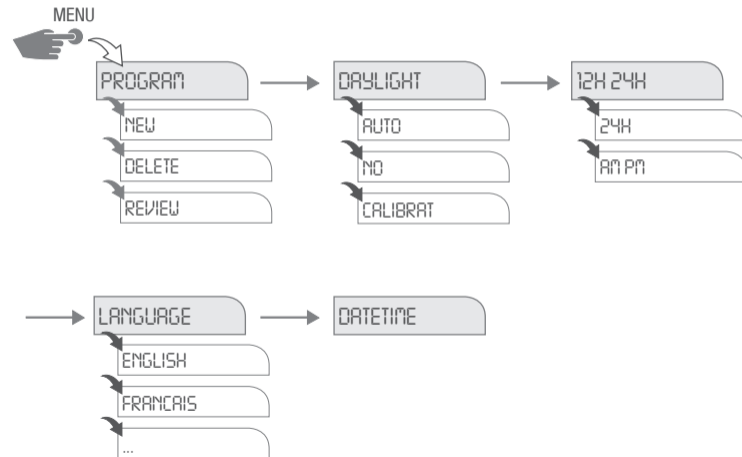 MENU
PROGRAM
NEW
DELETE
REVIEW
DAYLIGHT
AUTO
NO
CALIBRAT
12H 24H
24H
AM PM
LANGUAGE
ENGLISH
FRANCAIS
...
DATETIME